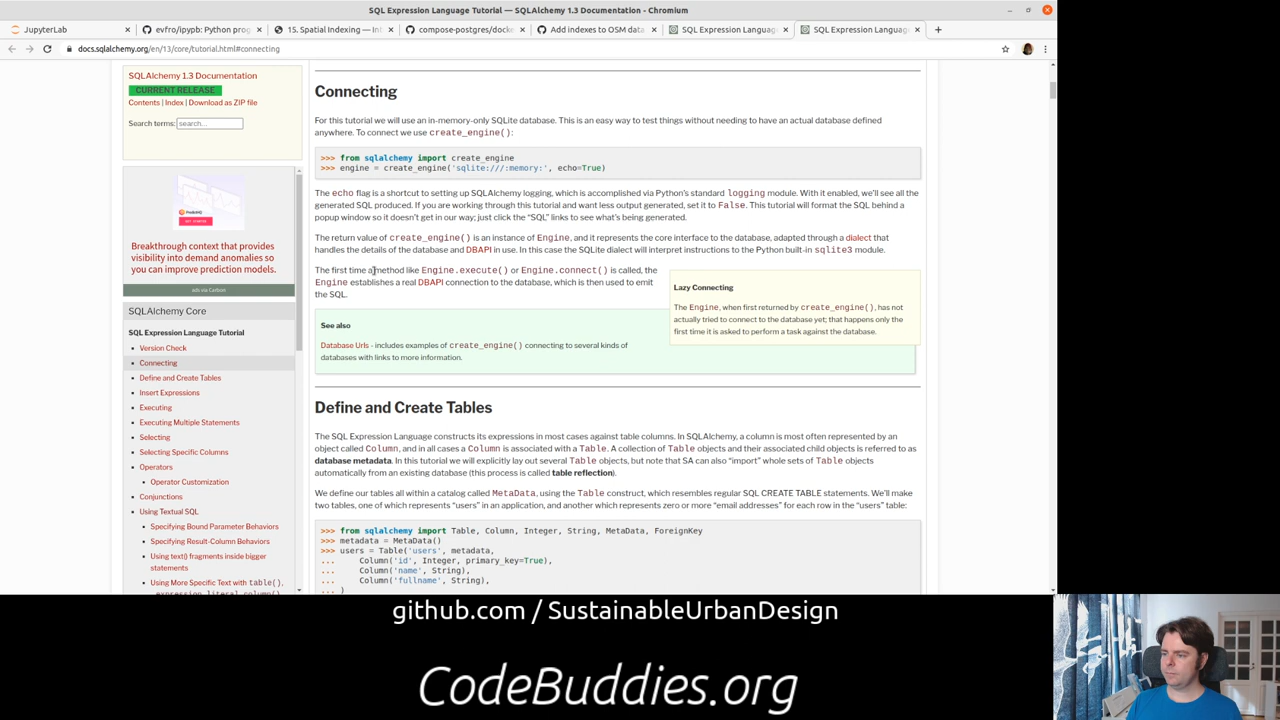 SQL Expression Language Tutorial — SQLAlchemy 1.3 Documentation - Chromium
JupyterLab
evfro/ipypb: Python prog
15. Spatial Indexing — Int
compose-postgres/docke
Add indexes to OSM data
SQL Expression Language
SQL Expression Language
docs.sqlalchemy.org/en/13/core/tutorial.html#connecting
SQLAlchemy 1.3 Documentation
CURRENT RELEASE
Contents | Index | Download as ZIP file
Search terms: search...
Breakthrough context that provides
visibility into demand anomalies so
you can improve prediction models.
ads via Carbon
SQLAlchemy Core
SQL Expression Language Tutorial
Version Check
Connecting
Define and Create Tables
Insert Expressions
Executing
Executing Multiple Statements
Selecting
Selecting Specific Columns
Operators
Operator Customization
Conjunctions
Using Textual SQL
Specifying Bound Parameter Behaviors
Specifying Result-Column Behaviors
Using text() fragments inside bigger
statements
Using More Specific Text with table(),
Connecting
For this tutorial we will use an in-memory-only SQLite database. This is an easy way to test things without needing to have an actual database defined
anywhere. To connect we use create_engine():
>>> from sqlalchemy import create_engine
>>> engine = create_engine('sqlite:///:memory:', echo=True)
The echo flag is a shortcut to setting up SQLAlchemy logging, which is accomplished via Python's standard logging module. With it enabled, we'll see all the
generated SQL produced. If you are working through this tutorial and want less output generated, set it to False. This tutorial will format the SQL behind a
popup window so it doesn't get in our way; just click the "SQL" links to see what's being generated.
The return value of create_engine() is an instance of Engine, and it represents the core interface to the database, adapted through a dialect that
handles the details of the database and DBAPI in use. In this case the SQLite dialect will interpret instructions to the Python built-in sqlite3 module.
The first time a method like Engine.execute() or Engine.connect() is called, the
Engine establishes a real DBAPI connection to the database, which is then used to emit
the SQL.
Lazy Connecting
The Engine, when first returned by create_engine(), has not
actually tried to connect to the database yet; that happens only the
first time it is asked to perform a task against the database.
See also
Database Urls - includes examples of create_engine() connecting to several kinds of
databases with links to more information.
Define and Create Tables
The SQL Expression Language constructs its expressions in most cases against table columns. In SQLAlchemy, a column is most often represented by an
object called Column, and in all cases a Column is associated with a Table. A collection of Table objects and their associated child objects is referred to as
database metadata. In this tutorial we will explicitly lay out several Table objects, but note that SA can also "import" whole sets of Table objects
automatically from an existing database (this process is called table reflection).
We define our tables all within a catalog called MetaData, using the Table construct, which resembles regular SQL CREATE TABLE statements. We'll make
two tables, one of which represents "users" in an application, and another which represents zero or more "email addresses" for each row in the "users" table:
>>> from sqlalchemy import Table, Column, Integer, String, MetaData, ForeignKey
>>> metadata = MetaData()
>>> users = Table('users', metadata,
... Column('id', Integer, primary_key=True),
... Column('name', String),
... Column('fullname', String),
... )
github.com / SustainableUrbanDesign
CodeBuddies.org